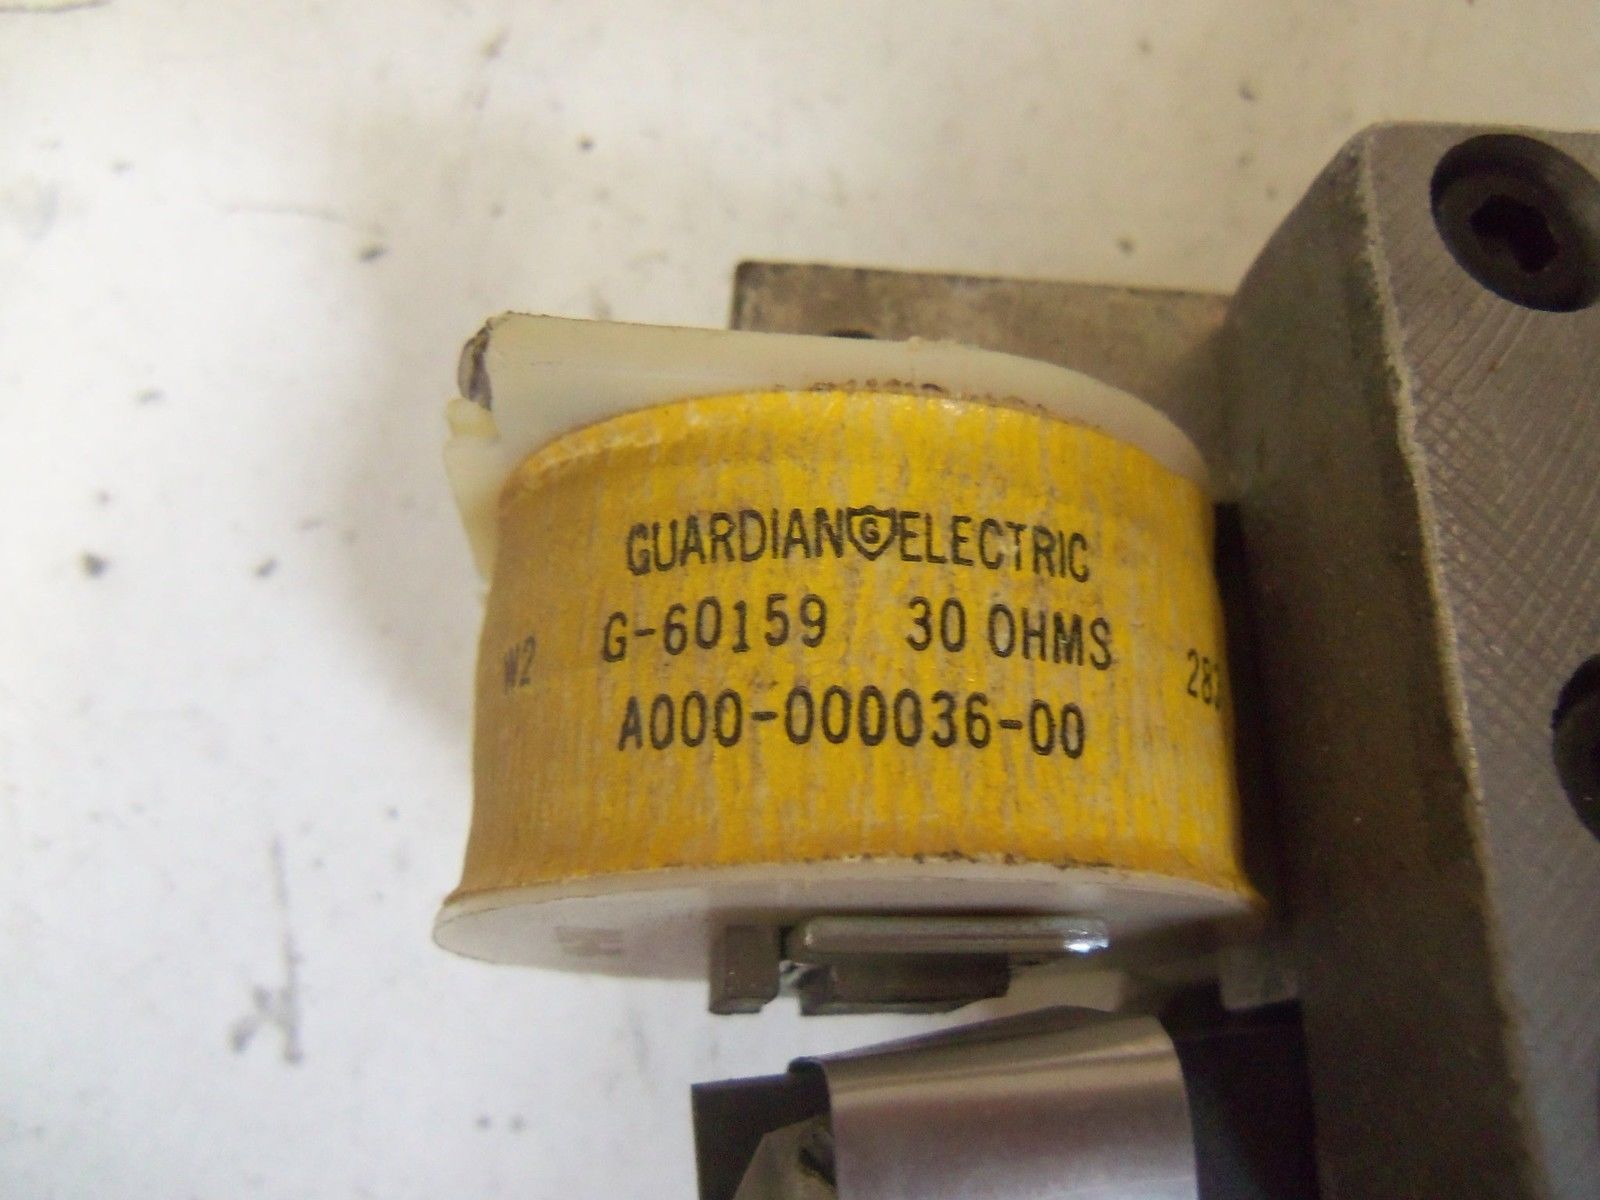 GUARDIAN G ELECTRIC
W2 G-60159 30 OHMS
A000-000036-00